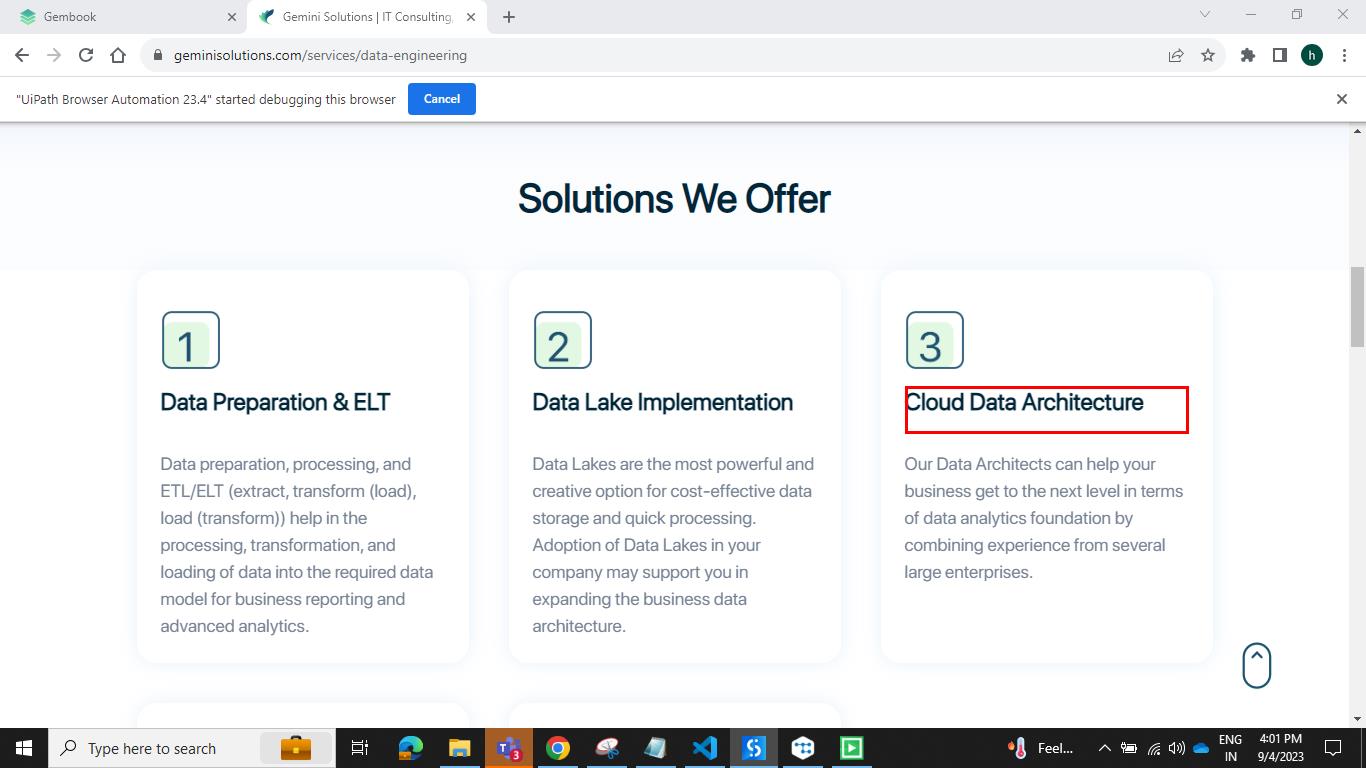 Gembook
Gemini Solutions | IT Consulting,
geminisolutions.com/services/data-engineering
h
"UiPath Browser Automation 23.4" started debugging this browser
Cancel
Solutions We Offer
1
Data Preparation & ELT
Data preparation, processing, and
ETL/ELT (extract, transform (load),
load (transform)) help in the
processing, transformation, and
loading of data into the required data
model for business reporting and
advanced analytics.
2
Data Lake Implementation
Data Lakes are the most powerful and
creative option for cost-effective data
storage and quick processing.
Adoption of Data Lakes in your
company may support you in
expanding the business data
architecture.
3
Cloud Data Architecture
Our Data Architects can help your
business get to the next level in terms
of data analytics foundation by
combining experience from several
large enterprises.
Type here to search
3
Feel...
ENG
IN
4:01 PM
9/4/2023